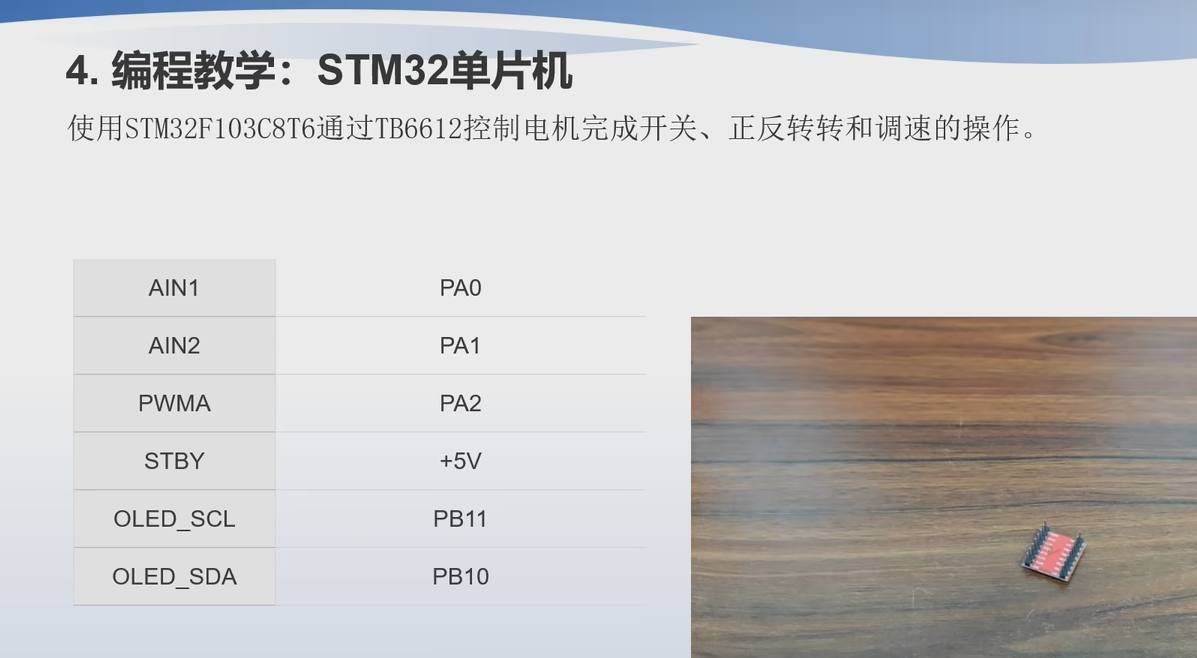 4. 编程教学：STM32单片机
使用STM32F103C8T6通过TB6612控制电机完成开关、正反转转和调速的操作。
AIN1 PA0
AIN2 PA1
PWMA PA2
STBY +5V
OLED_SCL PB11
OLED_SDA PB10